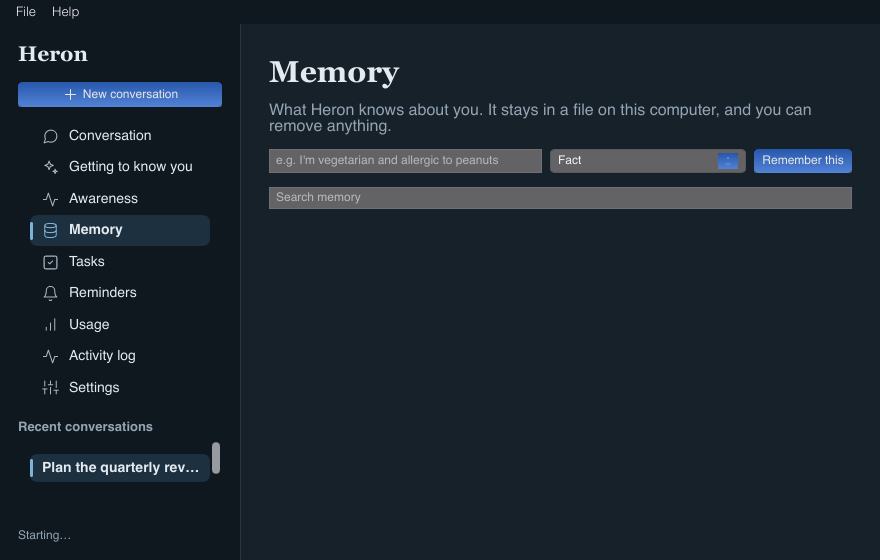 File Help
Heron
New conversation
Conversation
Getting to know you
Awareness
Memory
Tasks
Reminders
Usage
Activity log
Settings
Recent conversations
Plan the quarterly rev…
Starting…
Memory
What Heron knows about you. It stays in a file on this computer, and you can
remove anything.
e.g. I'm vegetarian and allergic to peanuts
Fact
Remember this
Search memory